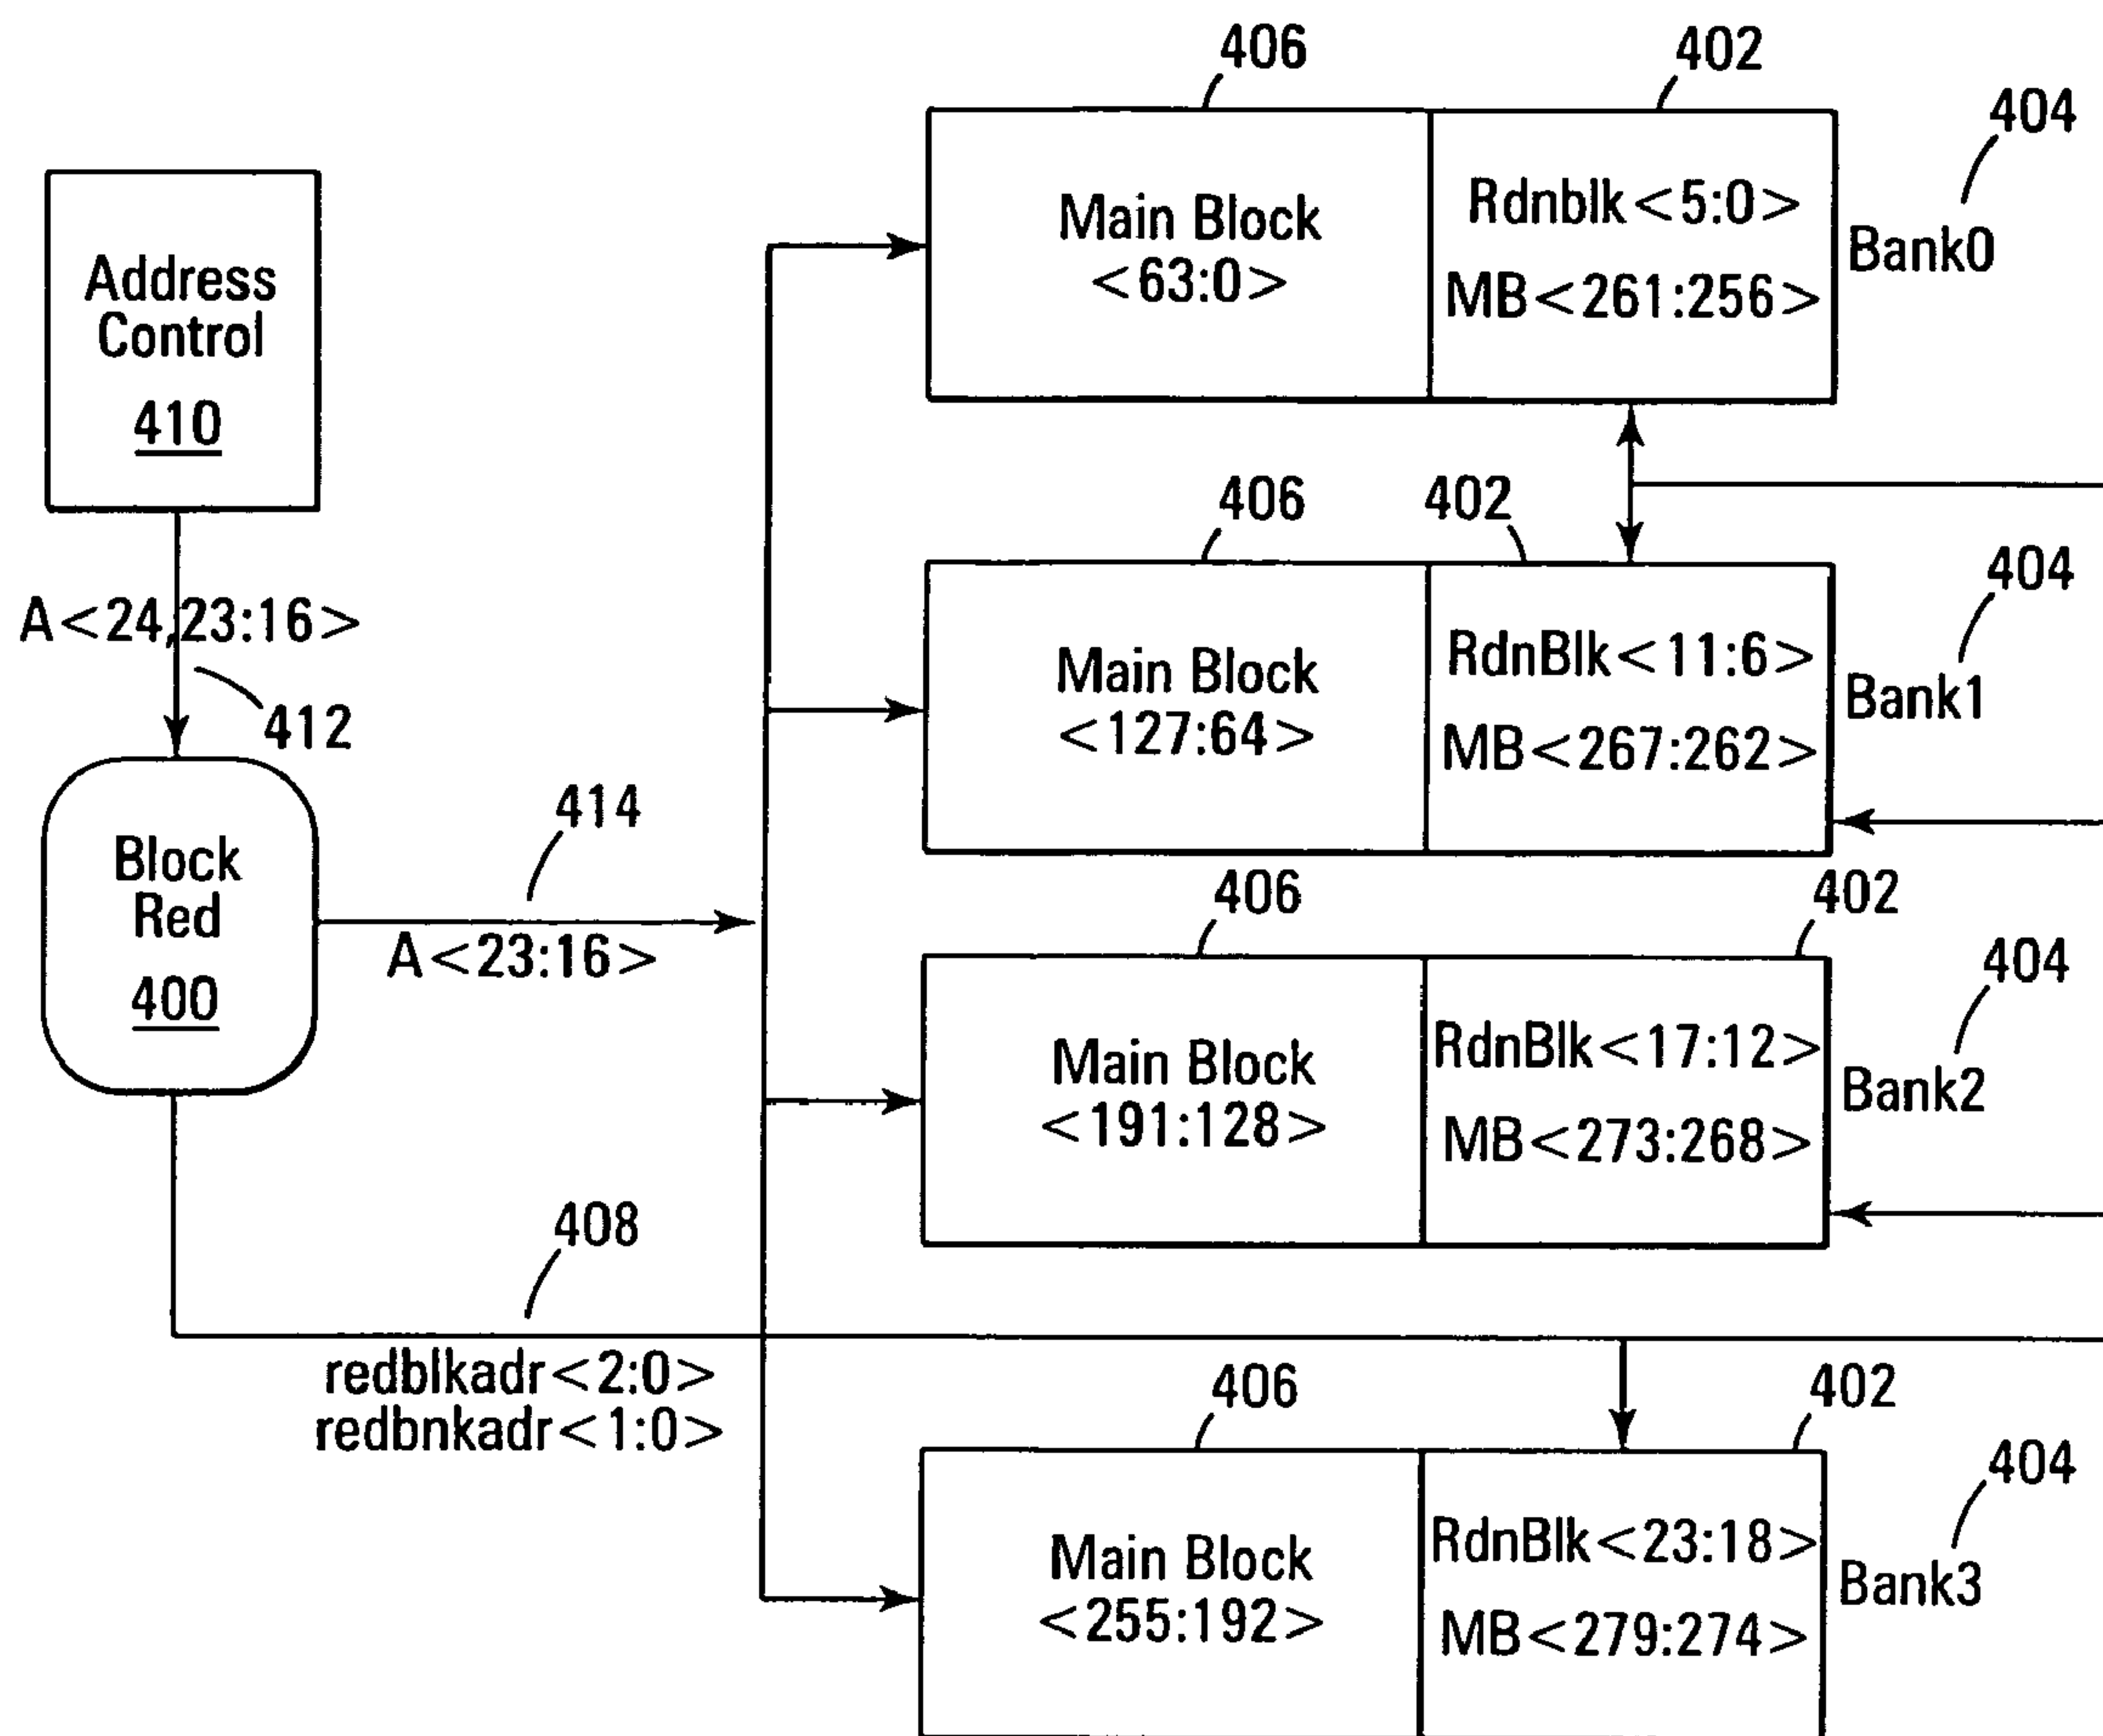 406
402
404
Address
Control
410
Main Block
<63:0>
Rdnblk<5:0>
MB<261:256>
Bank0
A<24,23:16>
412
406
402
404
Main Block
<127:64>
RdnBlk<11:6>
MB<267:262>
Bank1
Block
Red
400
414
A<23:16>
406
402
404
Main Block
<191:128>
RdnBlk<17:12>
MB<273:268>
Bank2
408
redblkadr<2:0>
redbnkadr<1:0>
406
402
404
Main Block
<255:192>
RdnBlk<23:18>
MB<279:274>
Bank3